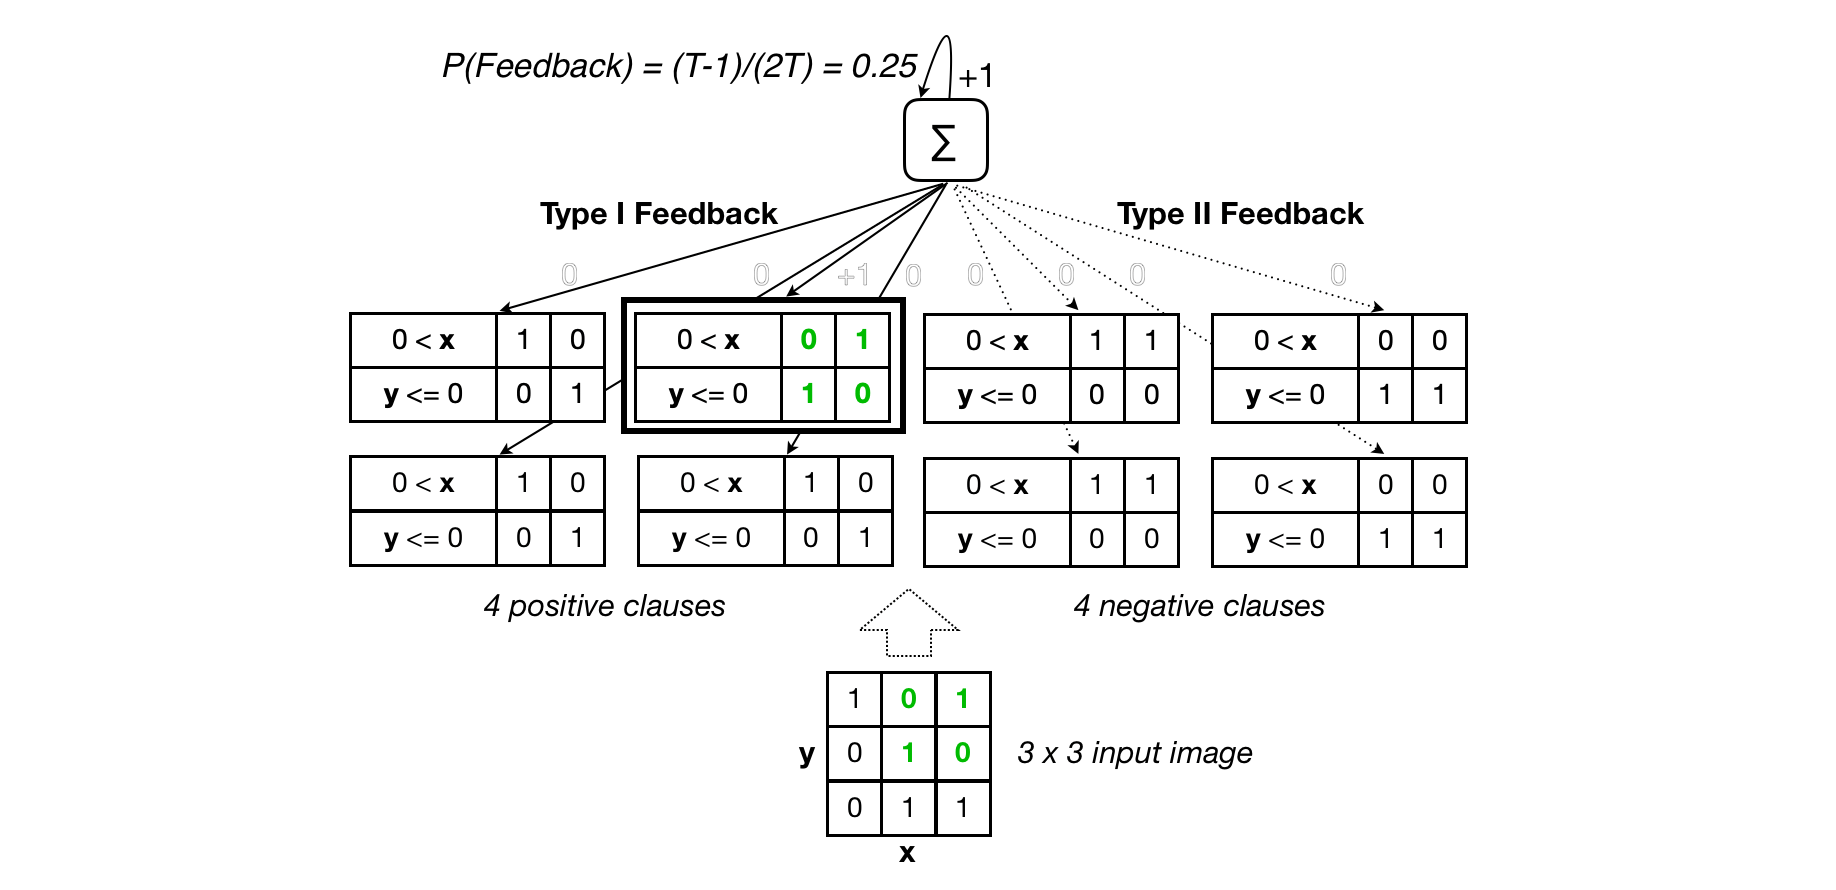 P(Feedback) = (T-1)/(2T) = 0.25
+1
∑
Type I Feedback
Type II Feedback
0 0 +1 0 0 0 0 0
0 < x 1 0
y <= 0 0 1
0 < x 0 1
y <= 0 1 0
0 < x 1 1
y <= 0 0 0
0 < x 0 0
y <= 0 1 1
0 < x 1 0
y <= 0 0 1
0 < x 1 0
y <= 0 0 1
0 < x 1 1
y <= 0 0 0
0 < x 0 0
y <= 0 1 1
4 positive clauses
4 negative clauses
1 0 1
y 0 1 0
3 x 3 input image
0 1 1
x